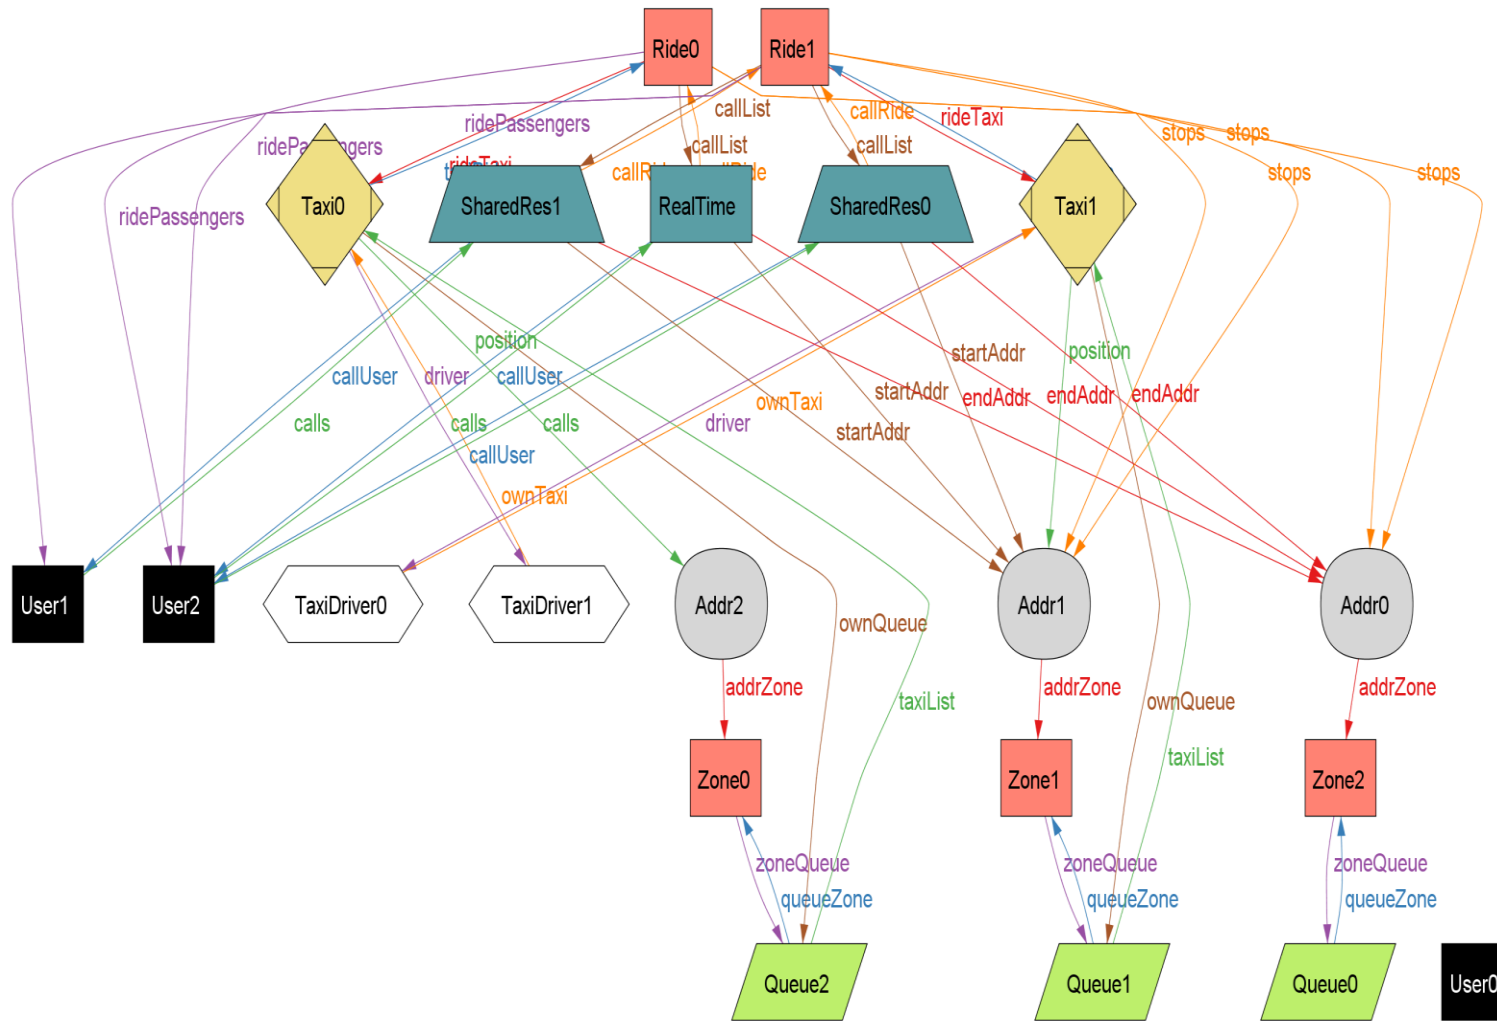 Ride0
Ride1
callList
callRide
rideTaxi
ridePassengers
stops
stops
callList
callList
ridePassengers
rideTaxi
stops
stops
Taxi0
SharedRes1
RealTime
SharedRes0
Taxi1
ridePassengers
position
startAddr
position
callUser
driver
callUser
startAddr
endAddr
endAddr
endAddr
ownTaxi
calls
calls
calls
driver
startAddr
callUser
ownTaxi
User1
User2
TaxiDriver0
TaxiDriver1
Addr2
Addr1
Addr0
ownQueue
addrZone
addrZone
addrZone
taxiList
ownQueue
taxiList
Zone0
Zone1
Zone2
zoneQueue
zoneQueue
zoneQueue
queueZone
queueZone
queueZone
Queue2
Queue1
Queue0
User0